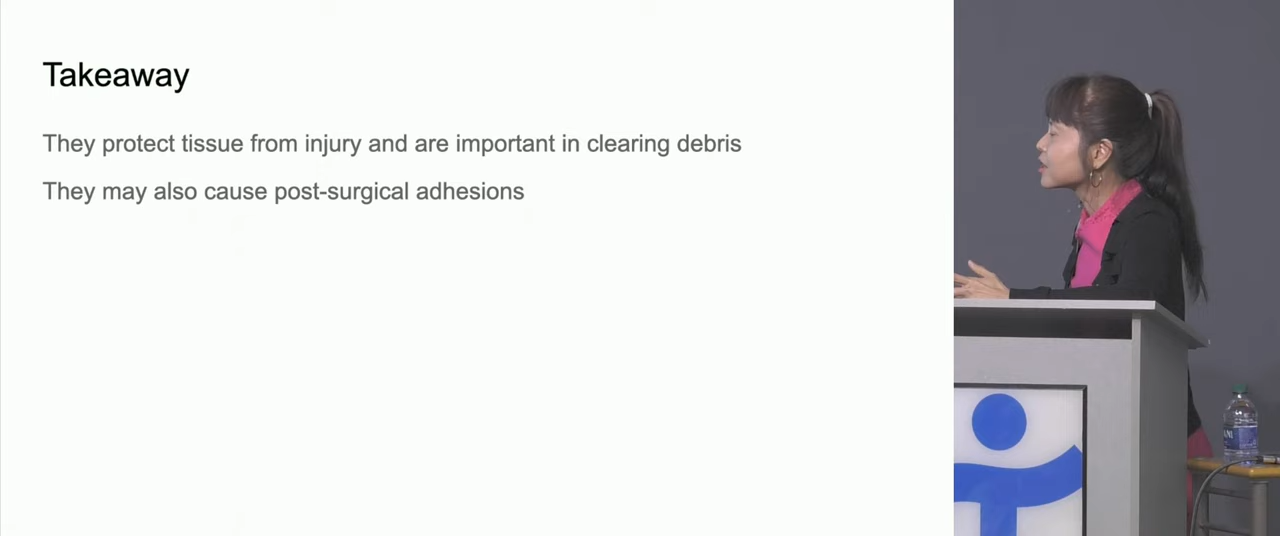 Takeaway
They protect tissue from injury and are important in clearing debris
They may also cause post-surgical adhesions